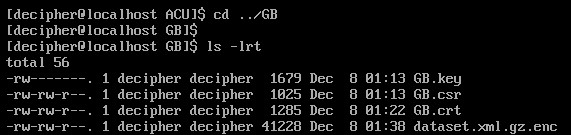 [decipher@localhost ACU]$ cd ../GB
[decipher@localhost GB]$
[decipher@localhost GB]$ ls -lrt
total 56
-rw-------. 1 decipher decipher  1679 Dec  8 01:13 GB.key
-rw-rw-r--. 1 decipher decipher  1025 Dec  8 01:13 GB.csr
-rw-rw-r--. 1 decipher decipher  1285 Dec  8 01:22 GB.crt
-rw-rw-r--. 1 decipher decipher 41228 Dec  8 01:38 dataset.xml.gz.enc